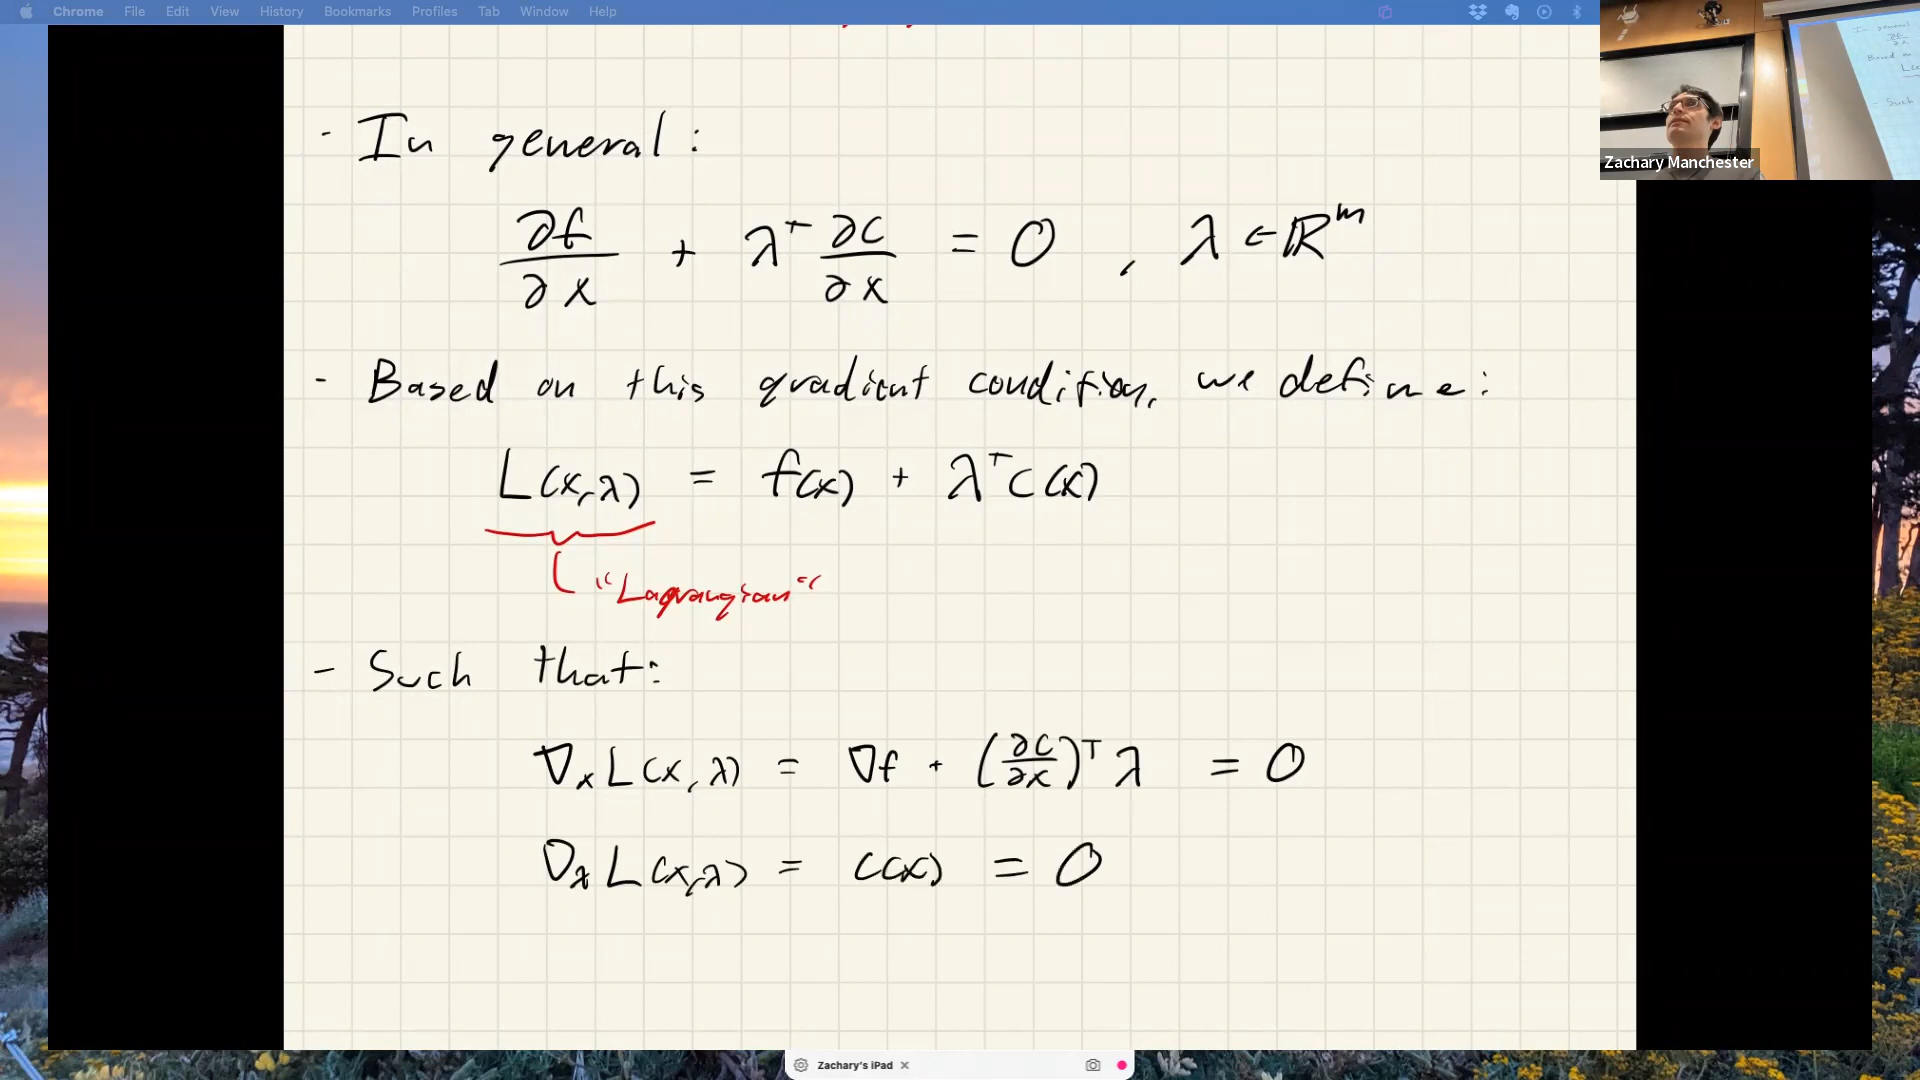 Chrome File Edit View History Bookmarks Profiles Tab Window Help
- In general:
∂f/∂x + λᵀ ∂c/∂x = 0 , λ ∈ ℝᵐ
- Based on this gradient condition, we define:
L(x,λ) = f(x) + λᵀc(x)
"Lagrangian"
- Such that:
∇ₓL(x,λ) = ∇f + (∂c/∂x)ᵀλ = 0
∇_λ L(x,λ) = c(x) = 0
Zachary Manchester
Zachary's iPad